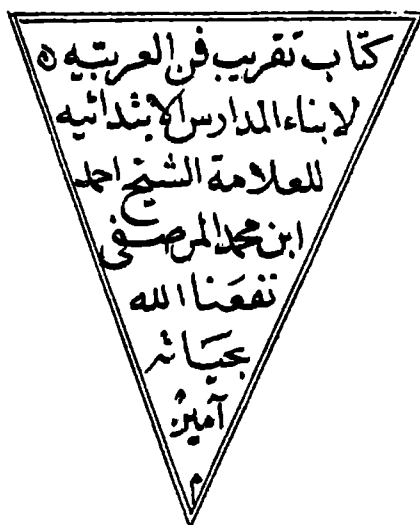 كتاب تقريب فن العربيه
لابناء المدارس الابتدائيه
للعلامة الشيخ احمد
ابن محمد المرصفى
نفعنا الله
بحياته
آمين
م